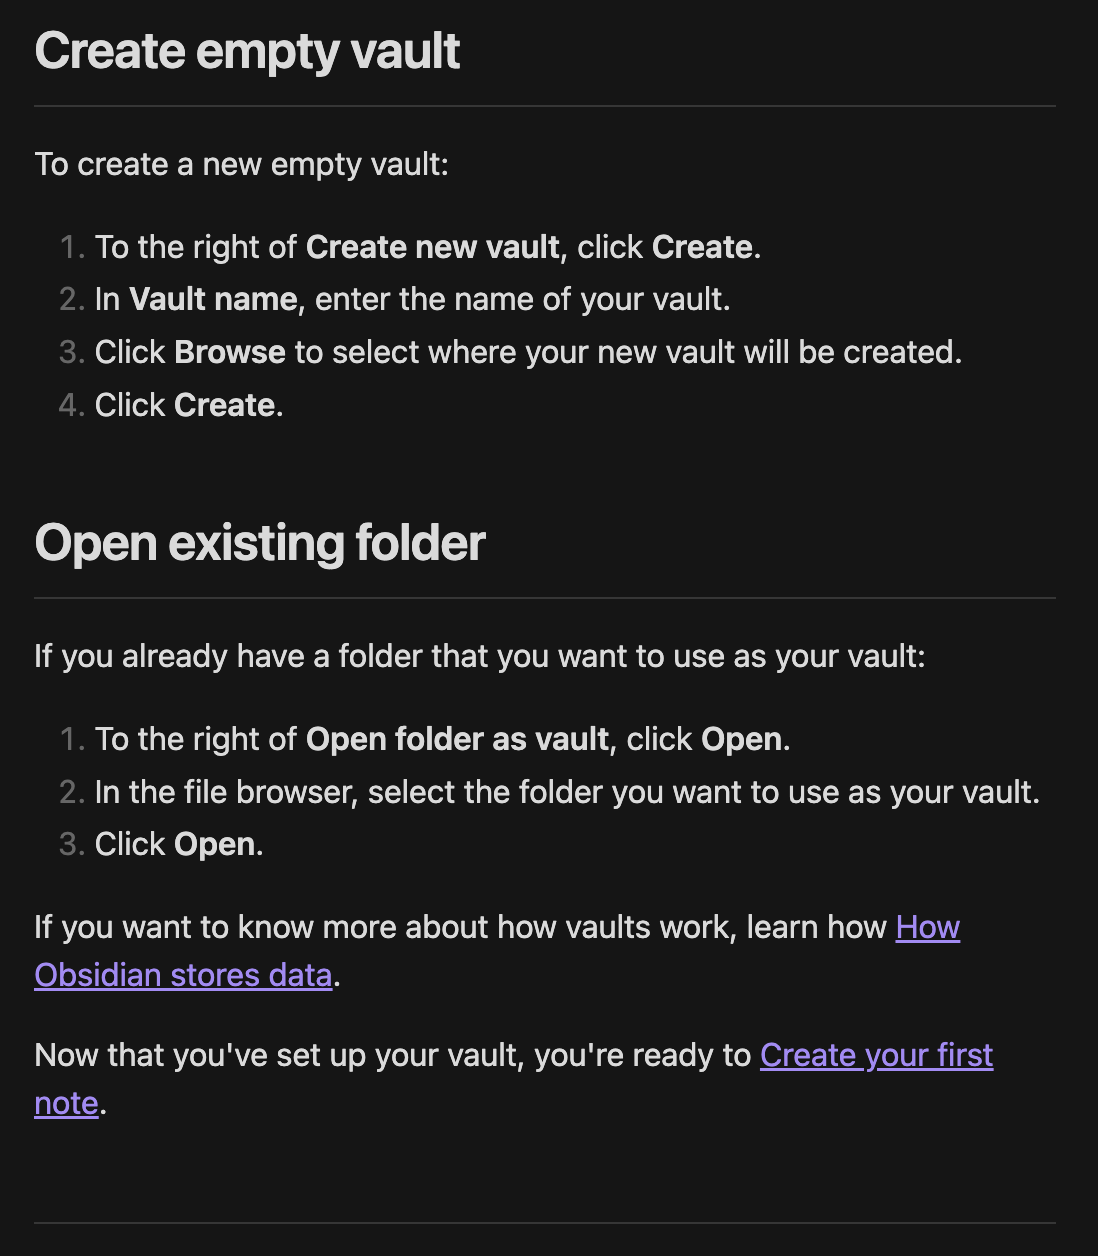 Create empty vault
To create a new empty vault:
1. To the right of Create new vault, click Create.
2. In Vault name, enter the name of your vault.
3. Click Browse to select where your new vault will be created.
4. Click Create.
Open existing folder
If you already have a folder that you want to use as your vault:
1. To the right of Open folder as vault, click Open.
2. In the file browser, select the folder you want to use as your vault.
3. Click Open.
If you want to know more about how vaults work, learn how How
Obsidian stores data.
Now that you've set up your vault, you're ready to Create your first
note.